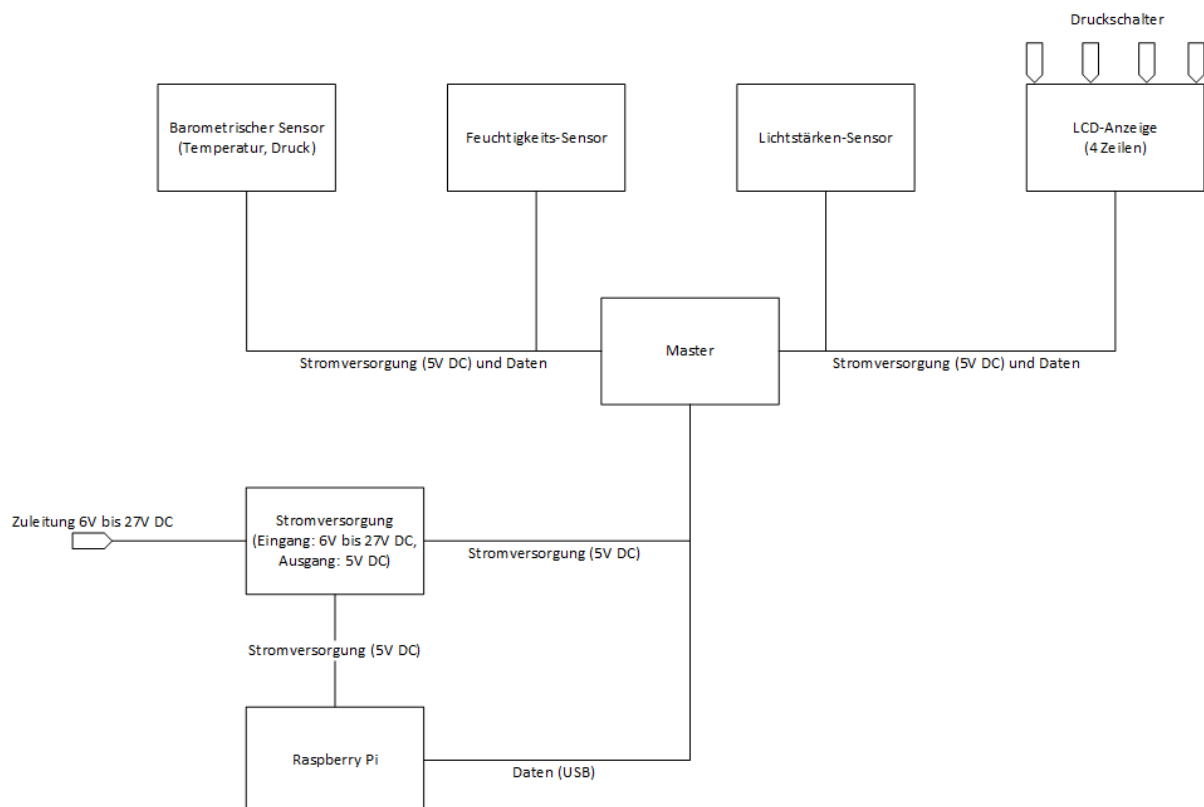 Druckschalter
Barometrischer Sensor
(Temperatur, Druck)
Feuchtigkeits-Sensor
Lichtstärken-Sensor
LCD-Anzeige
(4 Zeilen)
Master
Stromversorgung (5V DC) und Daten
Stromversorgung (5V DC) und Daten
Zuleitung 6V bis 27V DC
Stromversorgung
(Eingang: 6V bis 27V DC,
Ausgang: 5V DC)
Stromversorgung (5V DC)
Stromversorgung (5V DC)
Raspberry Pi
Daten (USB)